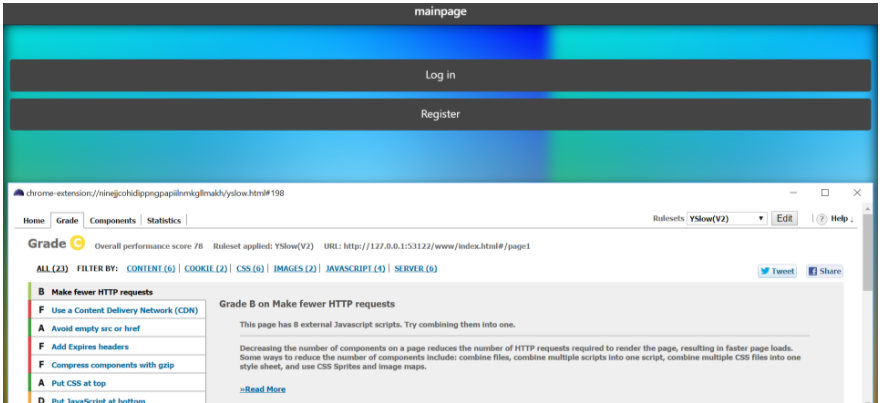 mainpage
Log in
Register
chrome-extension://ninejjcohidippngpapiilnmkgllmakh/yslow.html#198
Home Grade Components Statistics Rulesets YSlow(V2) Edit Help ↓
Grade C Overall performance score 78 Ruleset applied: YSlow(V2) URL: http://127.0.0.1:53122/www/index.html#/page1
ALL (23) FILTER BY: CONTENT (6) | COOKIE (2) | CSS (6) | IMAGES (2) | JAVASCRIPT (4) | SERVER (6) Tweet Share
B Make fewer HTTP requests
F Use a Content Delivery Network (CDN)
A Avoid empty src or href
F Add Expires headers
F Compress components with gzip
A Put CSS at top
D Put JavaScript at bottom
Grade B on Make fewer HTTP requests
This page has 8 external Javascript scripts. Try combining them into one.
Decreasing the number of components on a page reduces the number of HTTP requests required to render the page, resulting in faster page loads.
Some ways to reduce the number of components include: combine files, combine multiple scripts into one script, combine multiple CSS files into one
style sheet, and use CSS Sprites and image maps.
»Read More